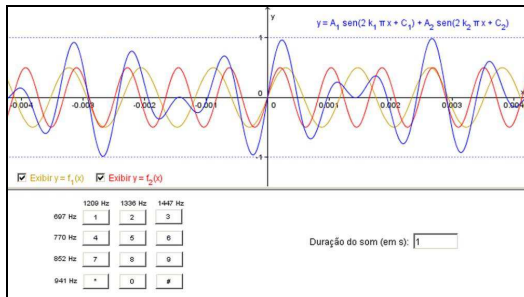 y
y = A₁ sen(2 k₁ π x + C₁) + A₂ sen(2 k₂ π x + C₂)
1
-0.004 -0.003 -0.002 -0.001 0 0.001 0.002 0.003 0.004
-1
Exibir y = f₁(x) Exibir y = f₂(x)
1209 Hz 1336 Hz 1447 Hz
697 Hz 1 2 3
770 Hz 4 5 6
Duração do som (em s): 1
852 Hz 7 8 9
941 Hz * 0 #